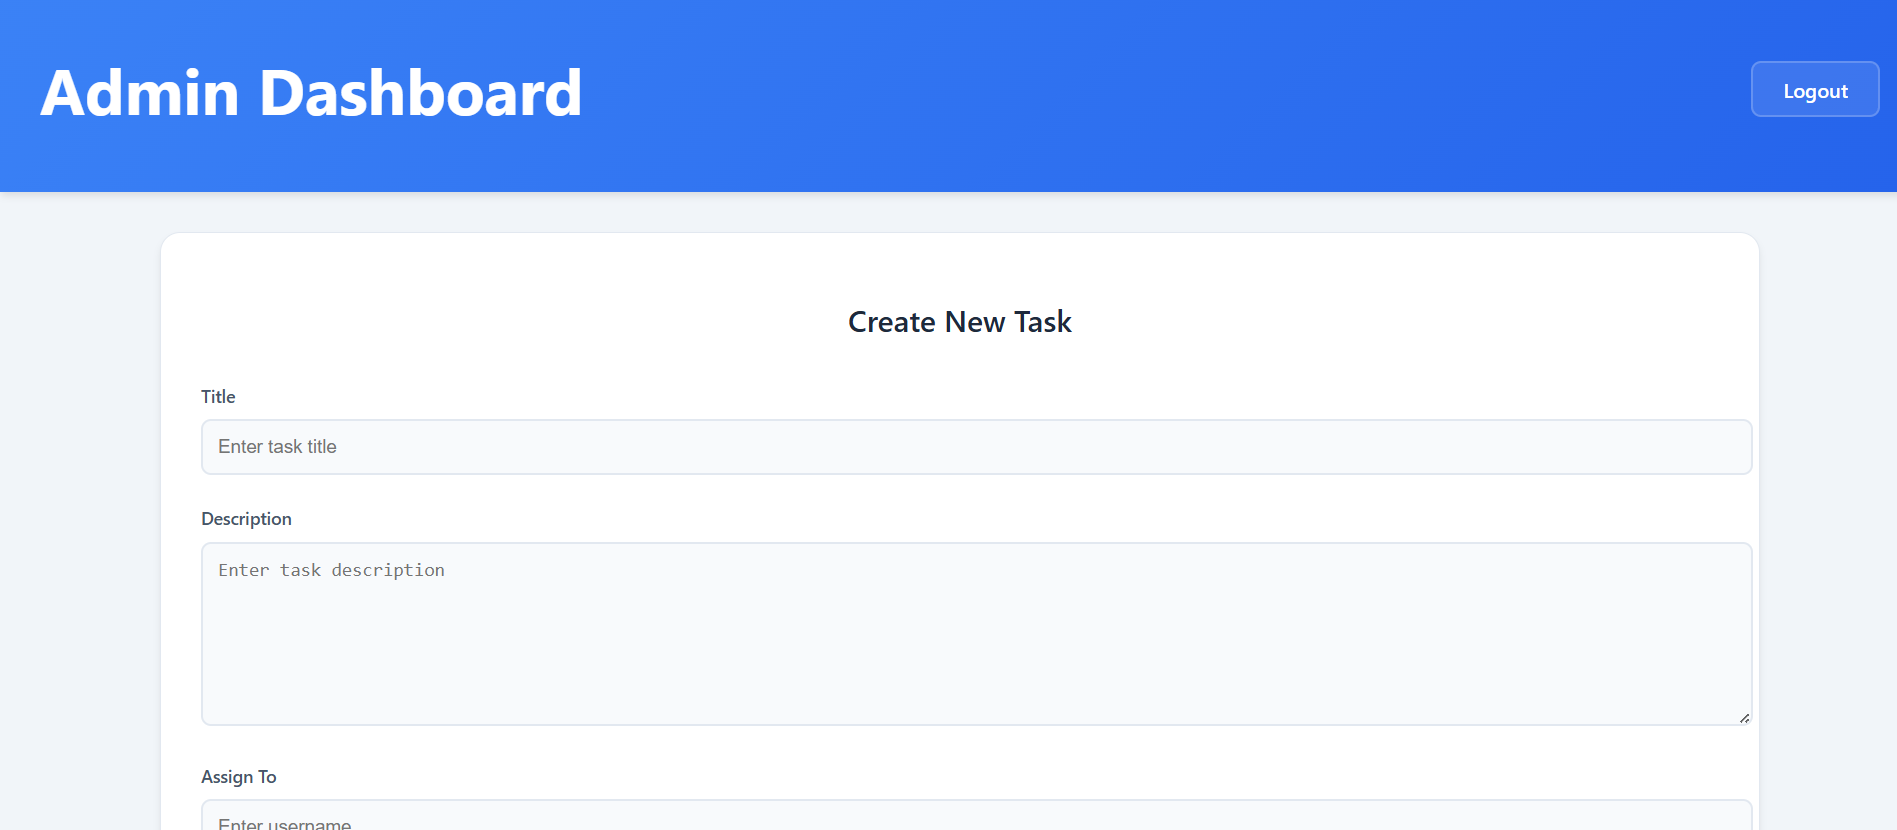 Admin Dashboard
Logout
Create New Task
Title
Enter task title
Description
Enter task description
Assign To
Enter username